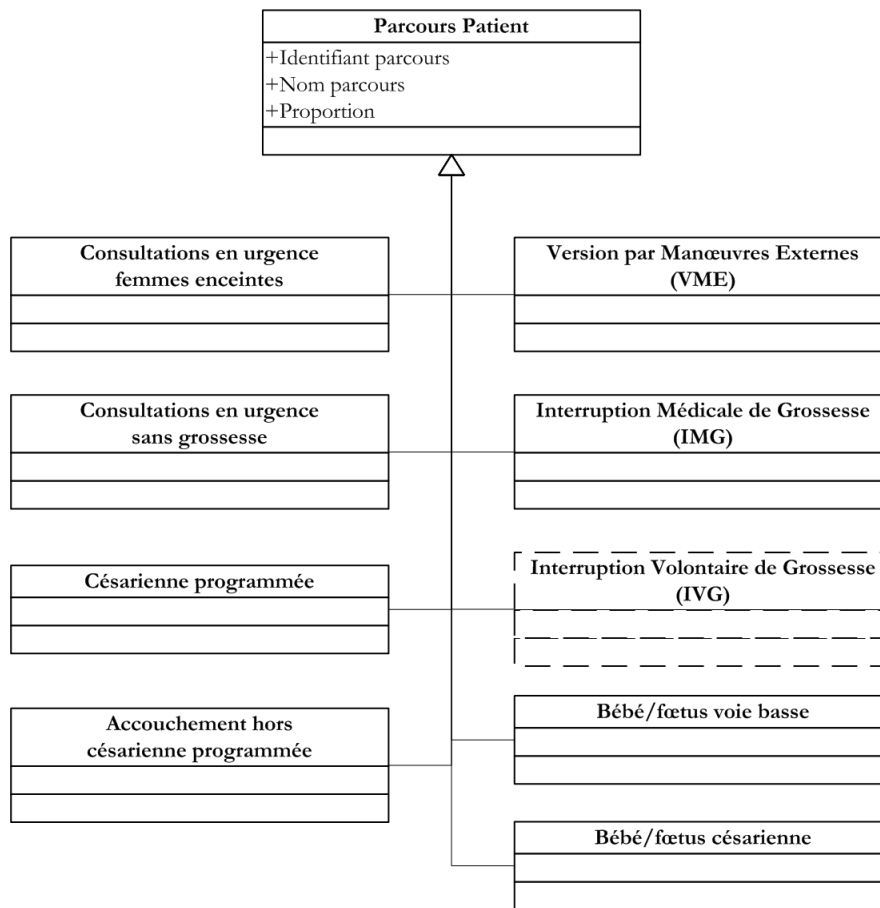 Parcours Patient
+Identifiant parcours
+Nom parcours
+Proportion
Consultations en urgence
femmes enceintes
Version par Manœuvres Externes
(VME)
Consultations en urgence
sans grossesse
Interruption Médicale de Grossesse
(IMG)
Césarienne programmée
Interruption Volontaire de Grossesse
(IVG)
Accouchement hors
césarienne programmée
Bébé/fœtus voie basse
Bébé/fœtus césarienne